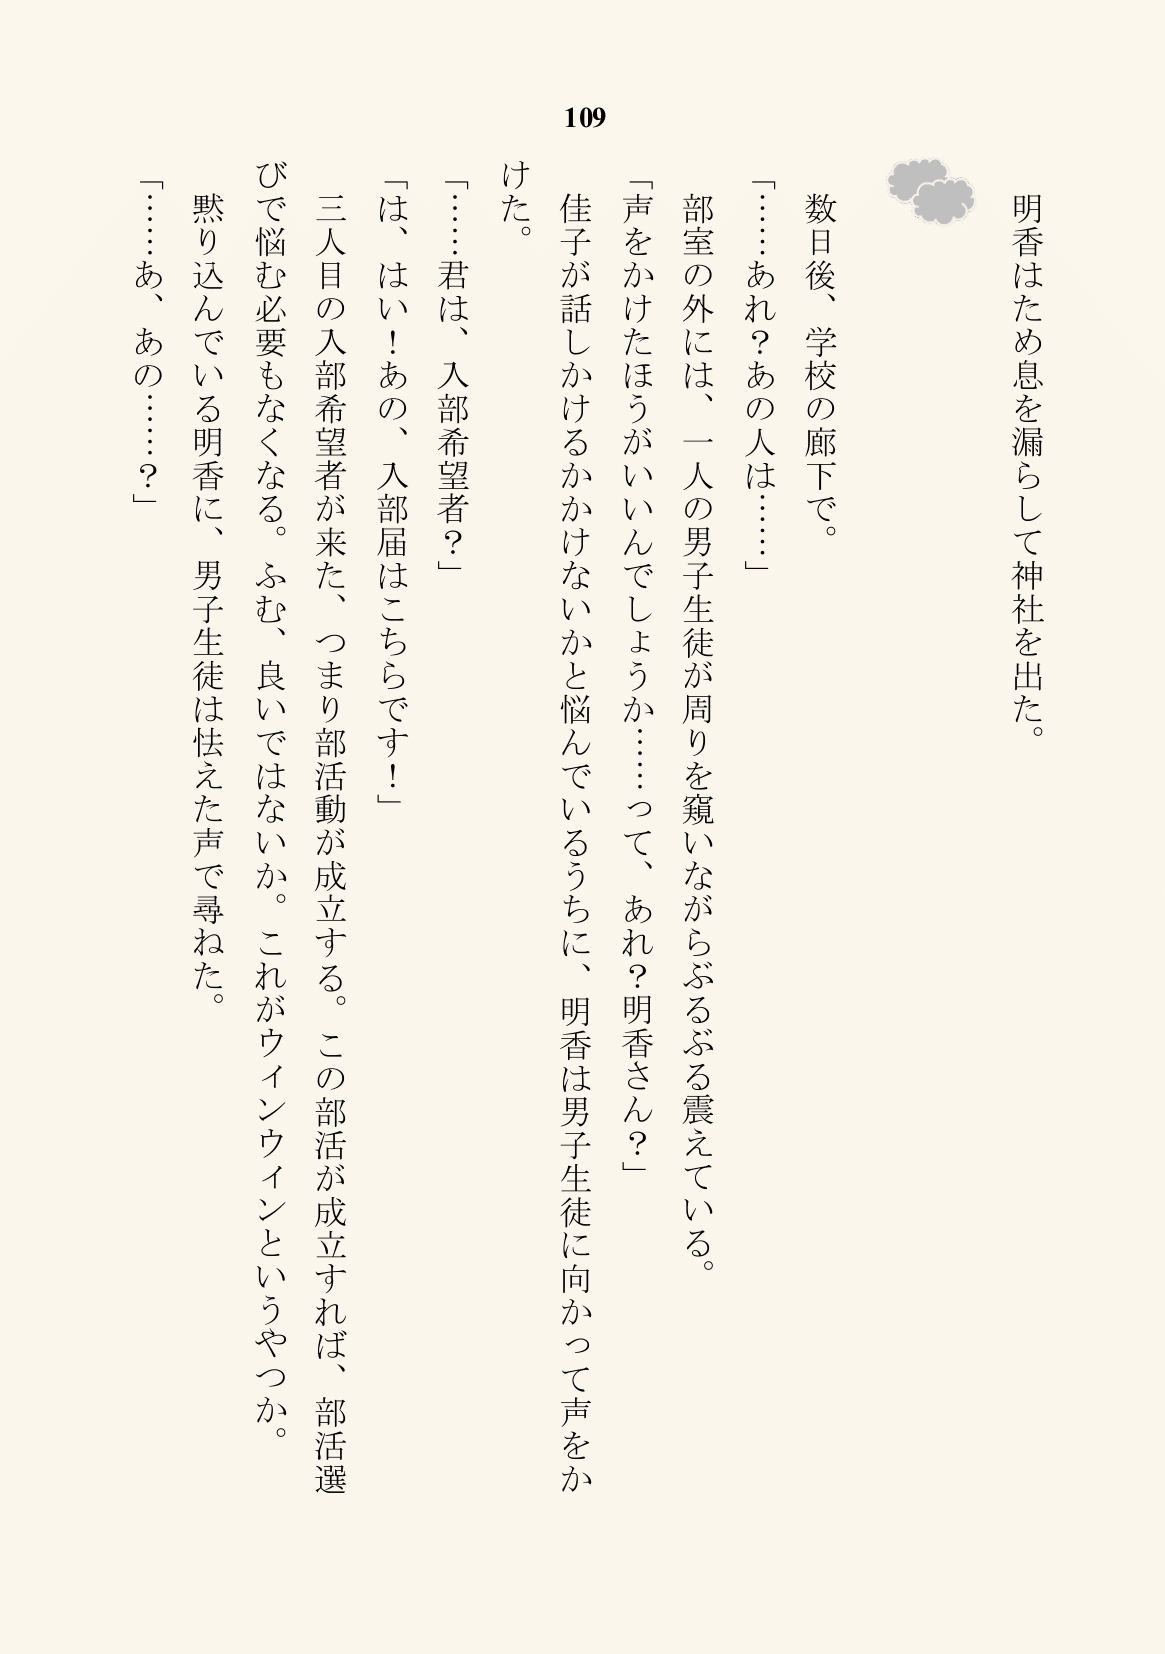 109
明香はため息を漏らして神社を出た。
数日後、学校の廊下で。
「……あれ？あの人は……」
部室の外には、一人の男子生徒が周りを窺いながらぶるぶる震えている。
「声をかけたほうがいいんでしょうか……って、あれ？明香さん？」
佳子が話しかけるかかけないかと悩んでいるうちに、明香は男子生徒に向かって声をか
けた。
「……君は、入部希望者？」
「は、はい！あの、入部届はこちらです！」
三人目の入部希望者が来た、つまり部活動が成立する。この部活が成立すれば、部活選
びで悩む必要もなくなる。ふむ、良いではないか。これがウィンウィンというやつか。
黙り込んでいる明香に、男子生徒は怯えた声で尋ねた。
「……あ、あの……？」